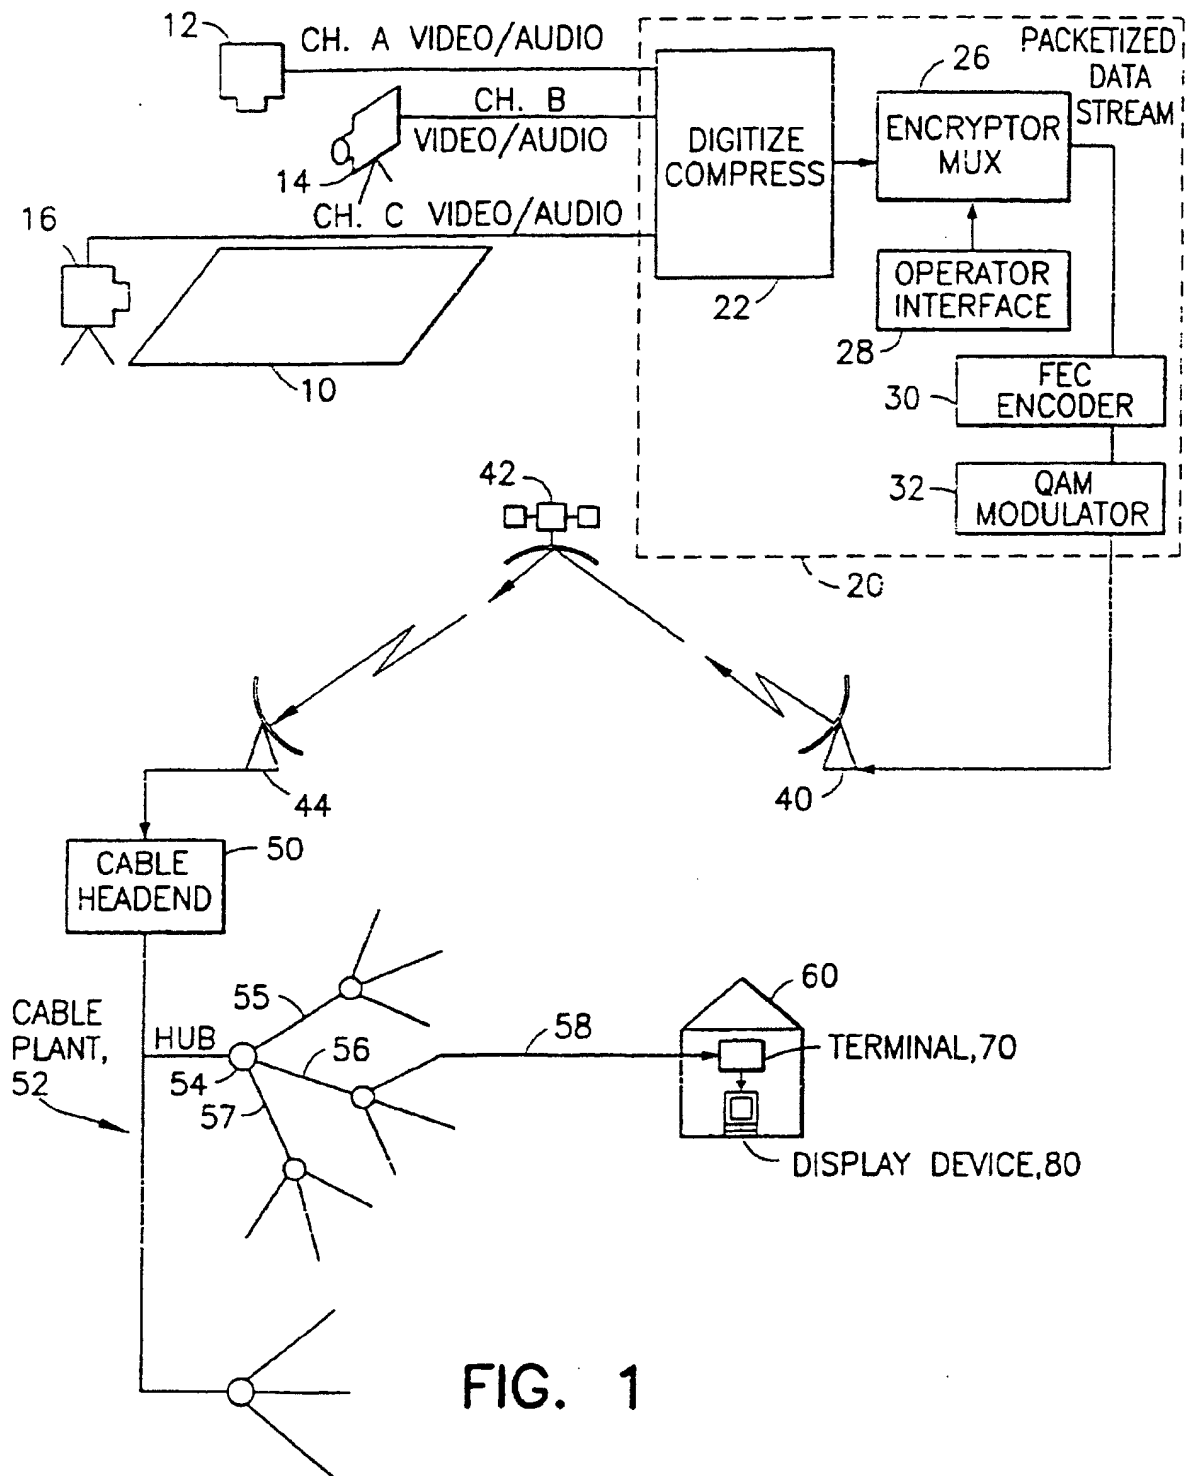 12
CH. A VIDEO/AUDIO
CH. B
VIDEO/AUDIO
14
CH. C VIDEO/AUDIO
16
10
DIGITIZE
COMPRESS
22
PACKETIZED
DATA
STREAM
26
ENCRYPTOR
MUX
OPERATOR
INTERFACE
28
30
FEC
ENCODER
32
QAM
MODULATOR
20
42
44
40
CABLE
HEADEND
50
CABLE
PLANT,
52
HUB
54
55
56
57
58
60
TERMINAL,70
DISPLAY DEVICE,80
FIG. 1